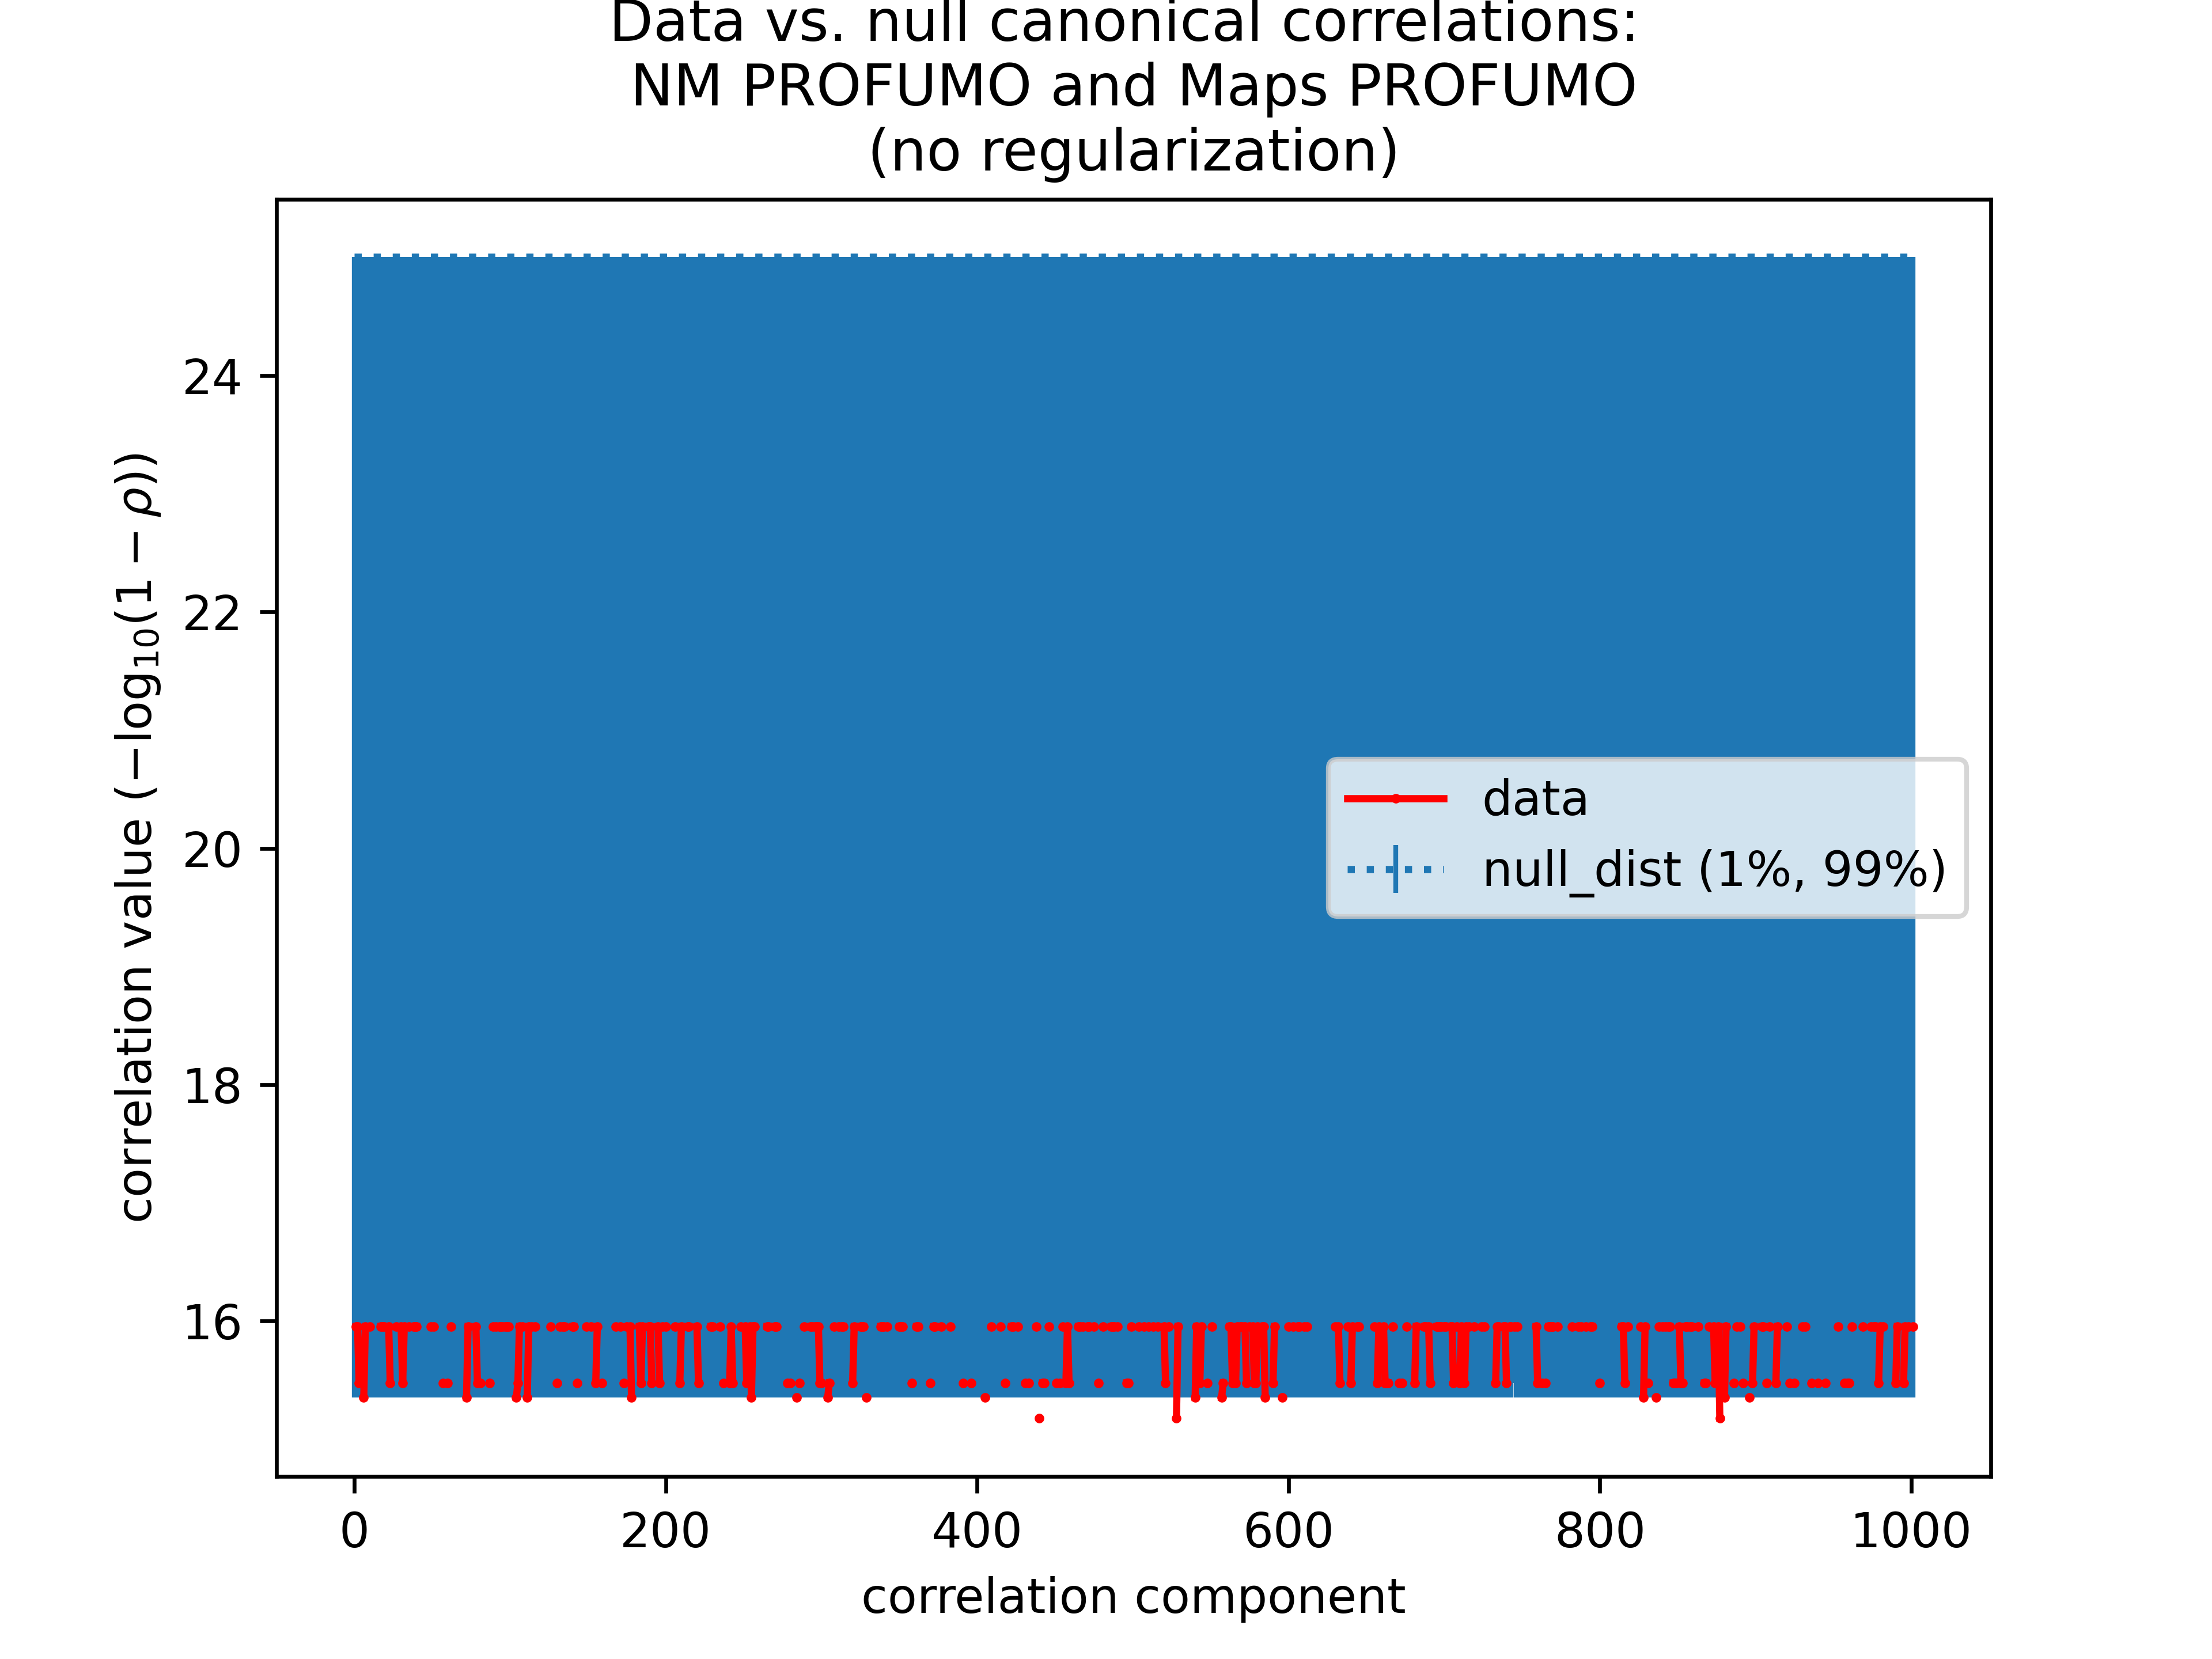 Data vs. null canonical correlations:
NM PROFUMO and Maps PROFUMO
(no regularization)
correlation value (−log₁₀(1 − ρ))
24
22
20
18
16
data
null_dist (1%, 99%)
0 200 400 600 800 1000
correlation component